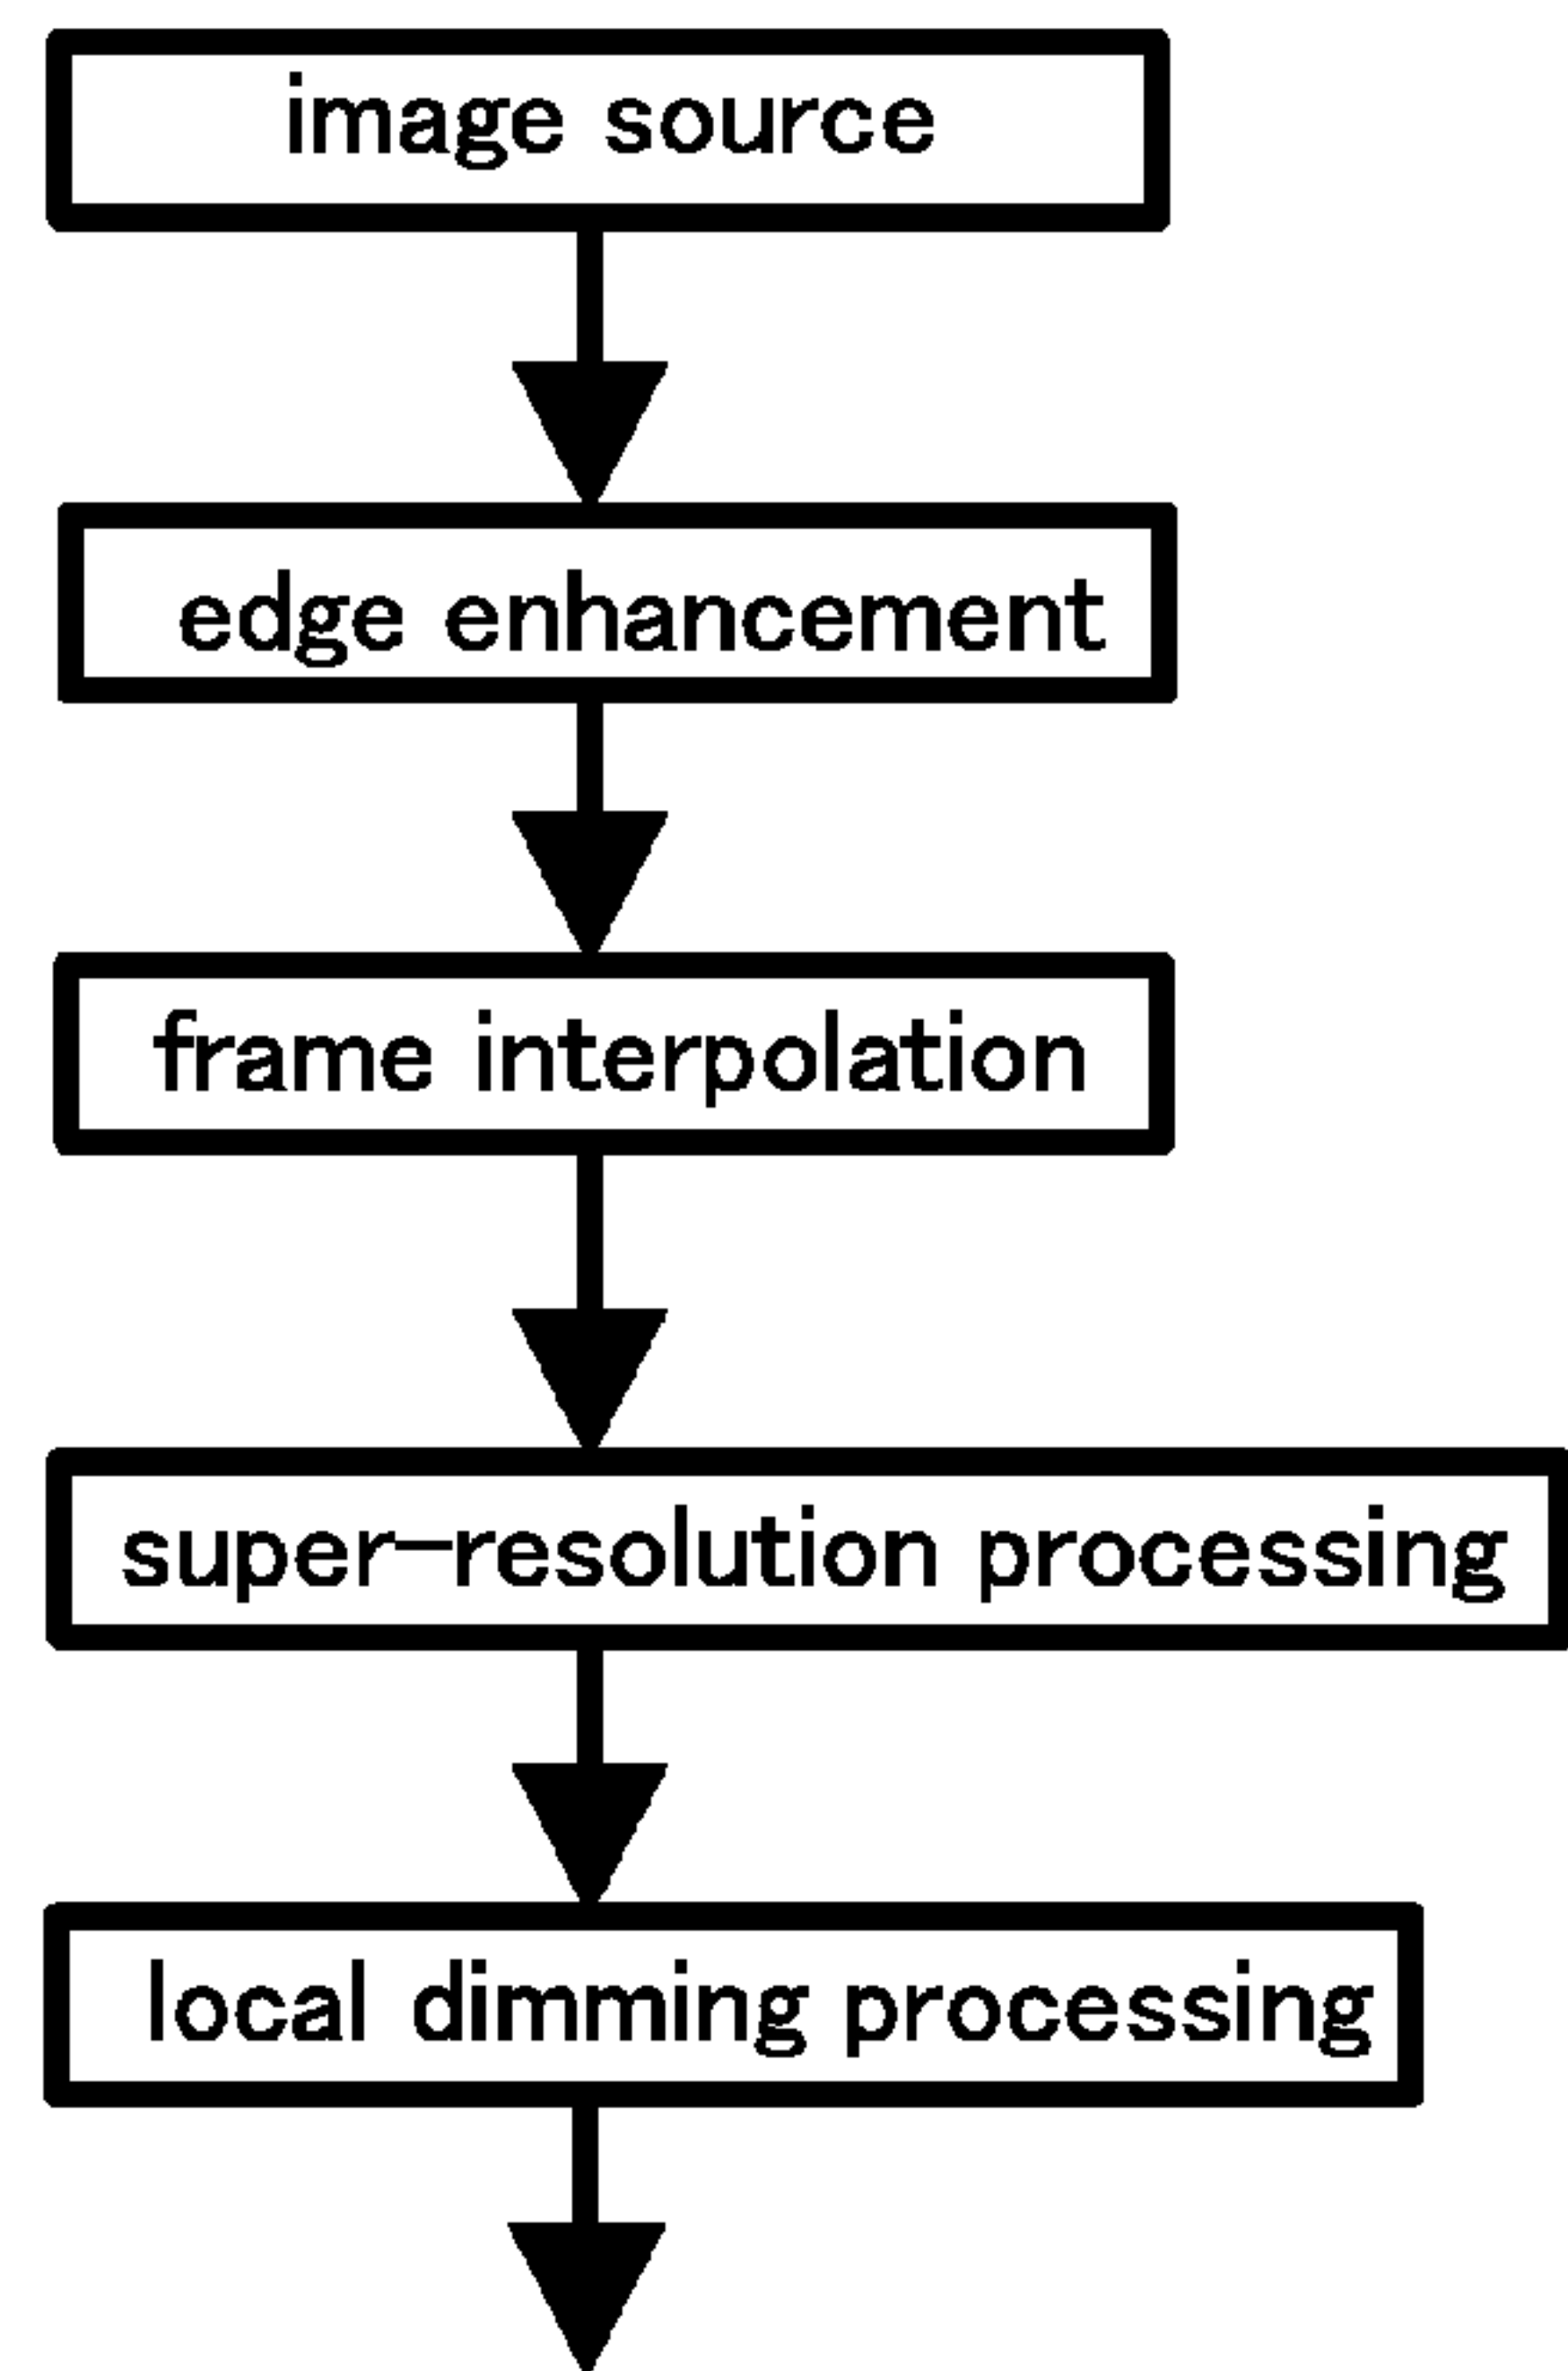 image source
edge enhancement
frame interpolation
super-resolution processing
local dimming processing